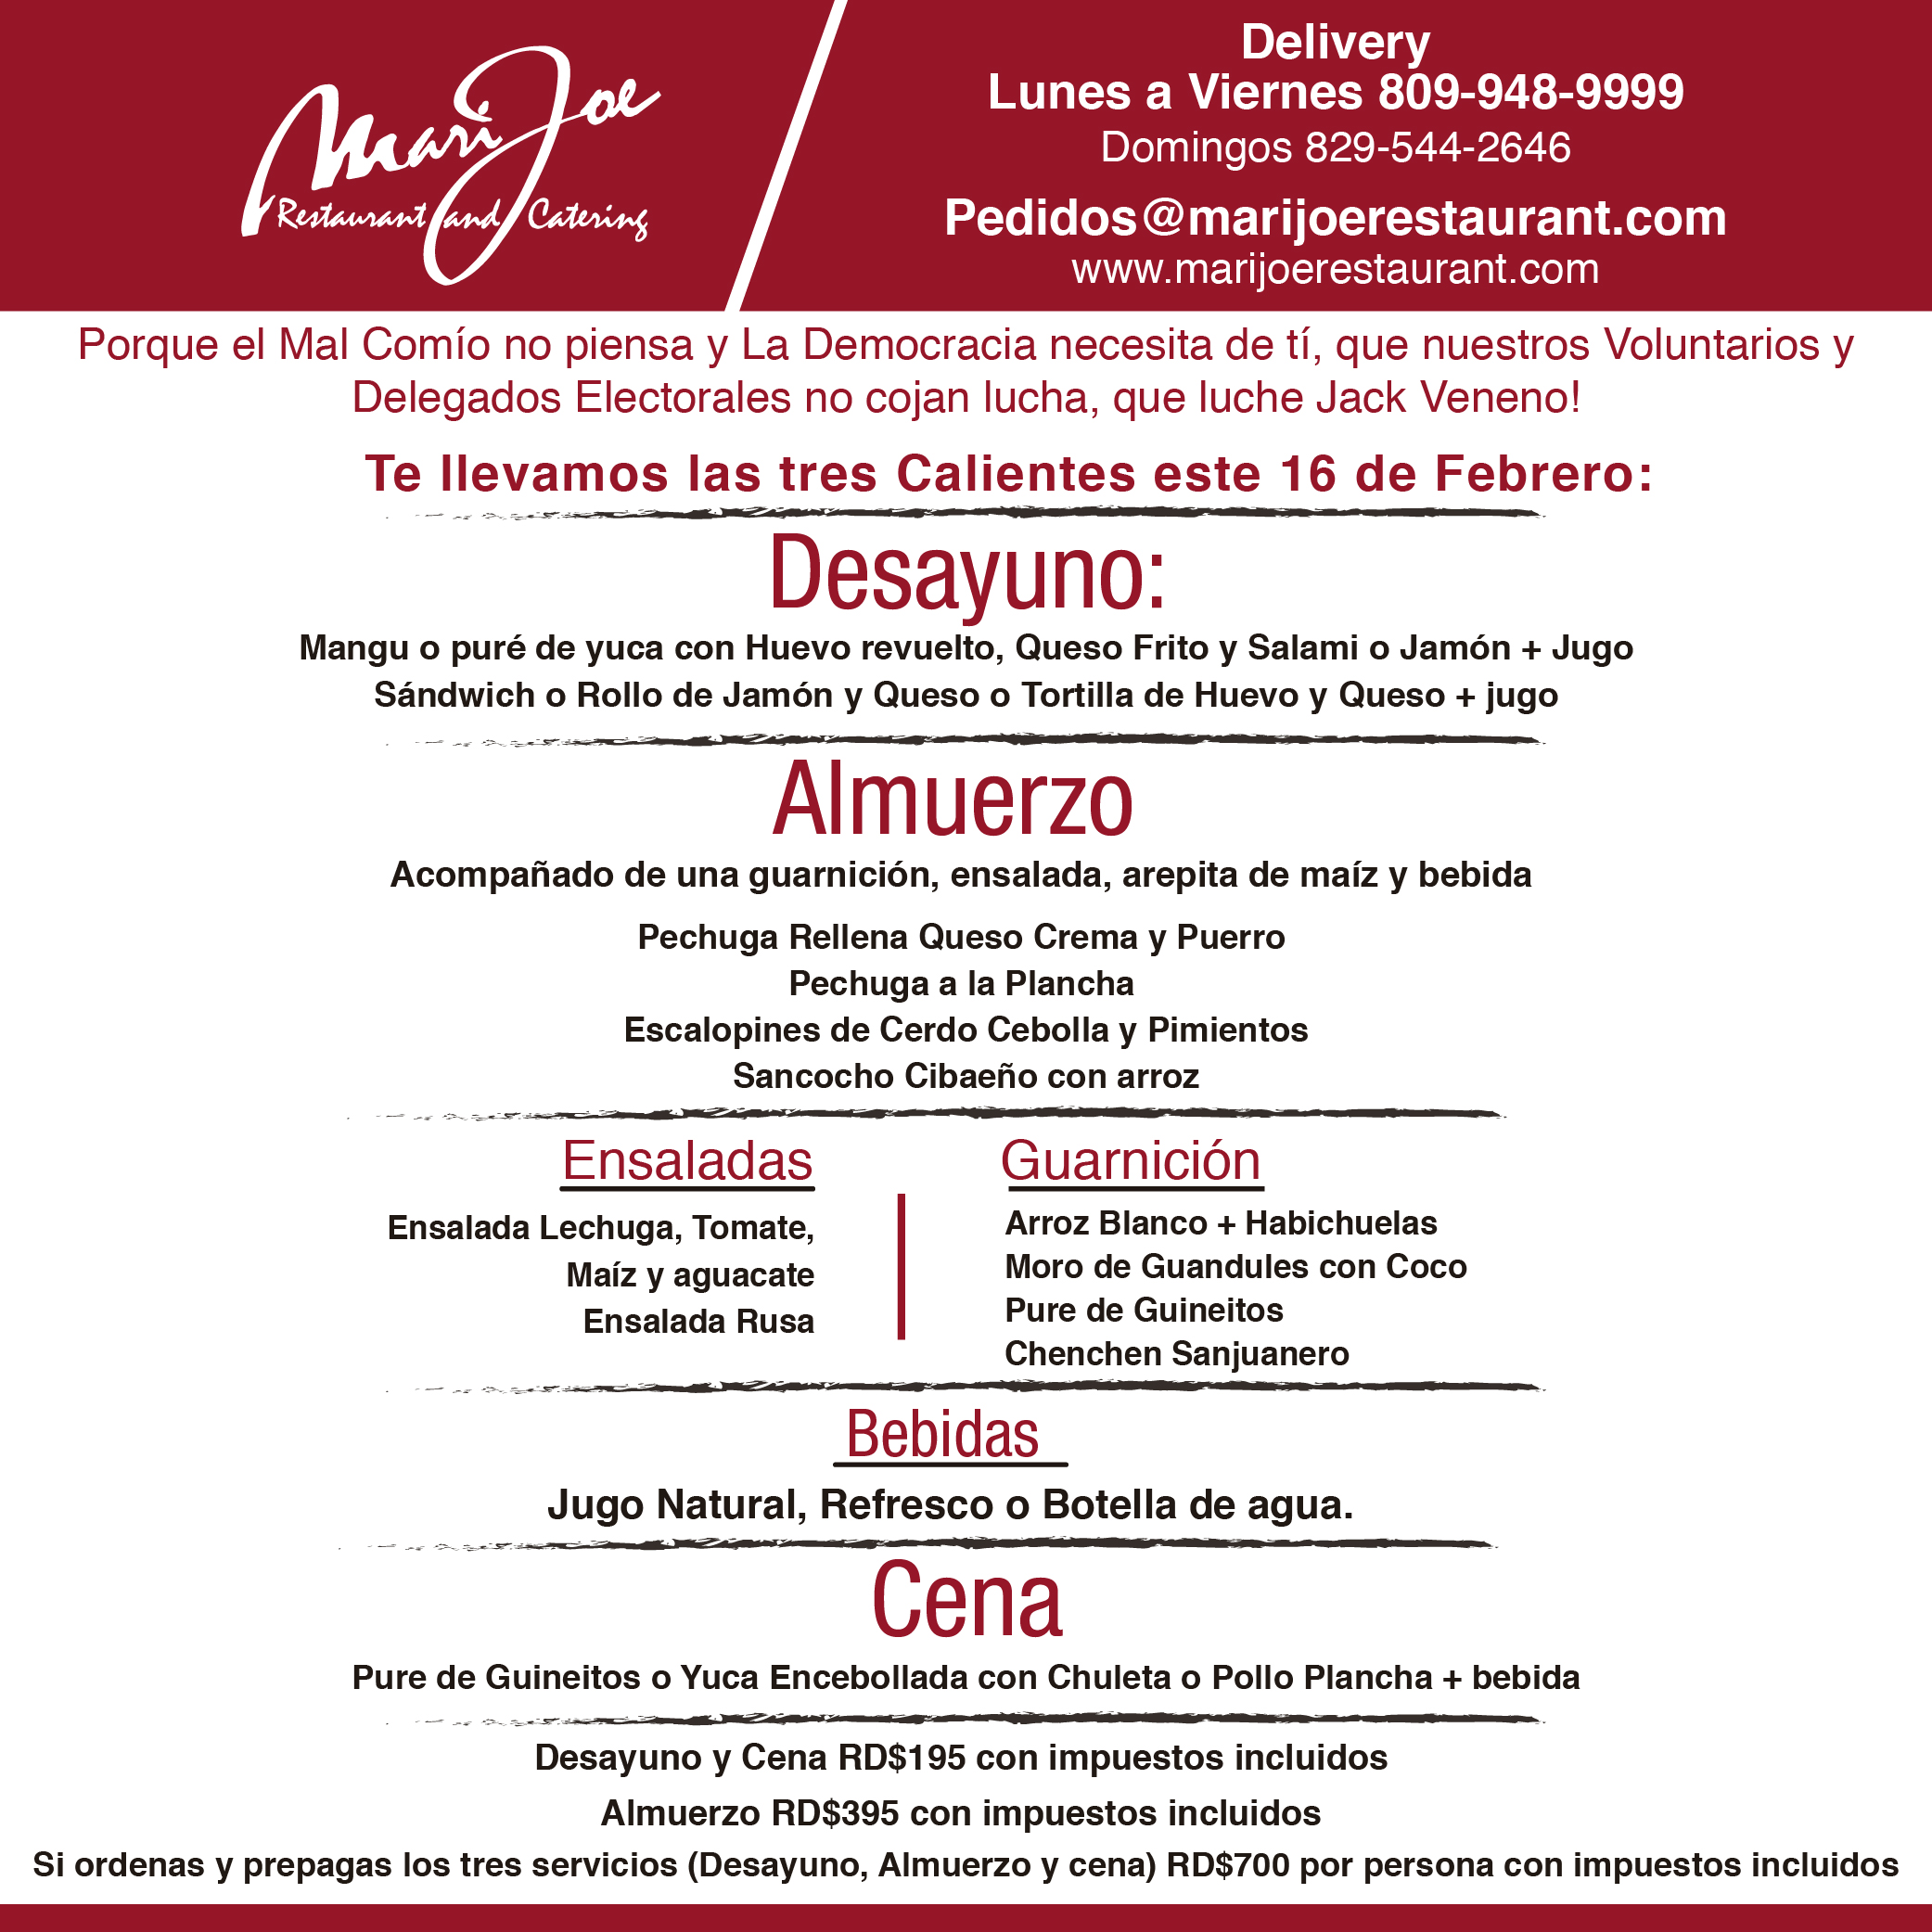 MariJoe
Restaurant and Catering
Delivery
Lunes a Viernes 809-948-9999
Domingos 829-544-2646
Pedidos@marijoerestaurant.com
www.marijoerestaurant.com
Porque el Mal Comío no piensa y La Democracia necesita de tí, que nuestros Voluntarios y
Delegados Electorales no cojan lucha, que luche Jack Veneno!
Te llevamos las tres Calientes este 16 de Febrero:
Desayuno:
Mangu o puré de yuca con Huevo revuelto, Queso Frito y Salami o Jamón + Jugo
Sándwich o Rollo de Jamón y Queso o Tortilla de Huevo y Queso + jugo
Almuerzo
Acompañado de una guarnición, ensalada, arepita de maíz y bebida
Pechuga Rellena Queso Crema y Puerro
Pechuga a la Plancha
Escalopines de Cerdo Cebolla y Pimientos
Sancocho Cibaeño con arroz
Ensaladas
Ensalada Lechuga, Tomate,
Maíz y aguacate
Ensalada Rusa
Guarnición
Arroz Blanco + Habichuelas
Moro de Guandules con Coco
Pure de Guineitos
Chenchen Sanjuanero
Bebidas
Jugo Natural, Refresco o Botella de agua.
Cena
Pure de Guineitos o Yuca Encebollada con Chuleta o Pollo Plancha + bebida
Desayuno y Cena RD$195 con impuestos incluidos
Almuerzo RD$395 con impuestos incluidos
Si ordenas y prepagas los tres servicios (Desayuno, Almuerzo y cena) RD$700 por persona con impuestos incluidos